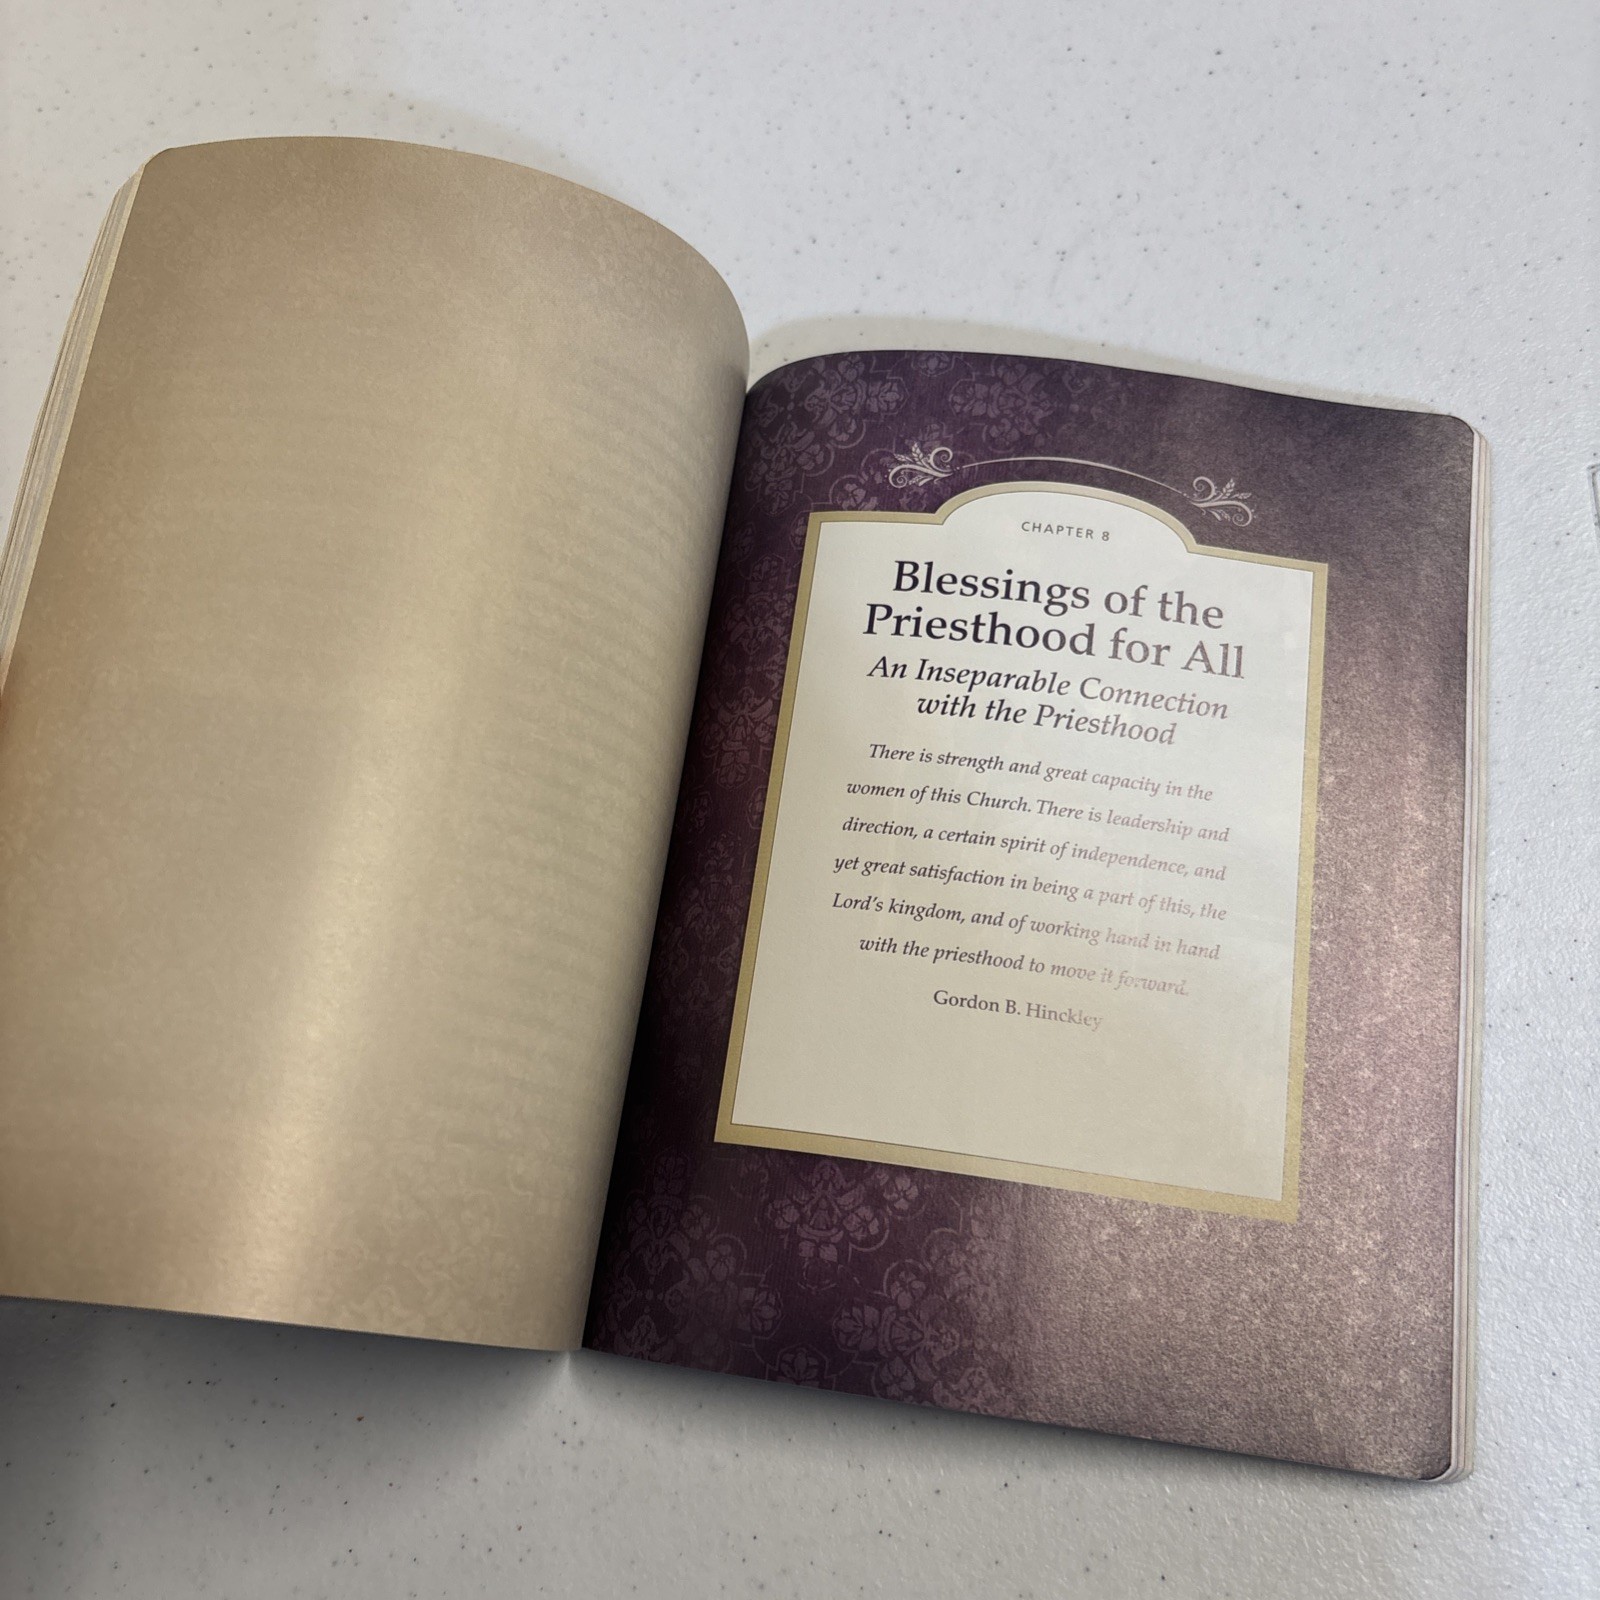 CHAPTER 8
Blessings of the
Priesthood for All
An Inseparable Connection
with the Priesthood
There is strength and great capacity in the
women of this Church. There is leadership and
direction, a certain spirit of independence, and
yet great satisfaction in being a part of this, the
Lord's kingdom, and of working hand in hand
with the priesthood to move it forward.
Gordon B. Hinckley